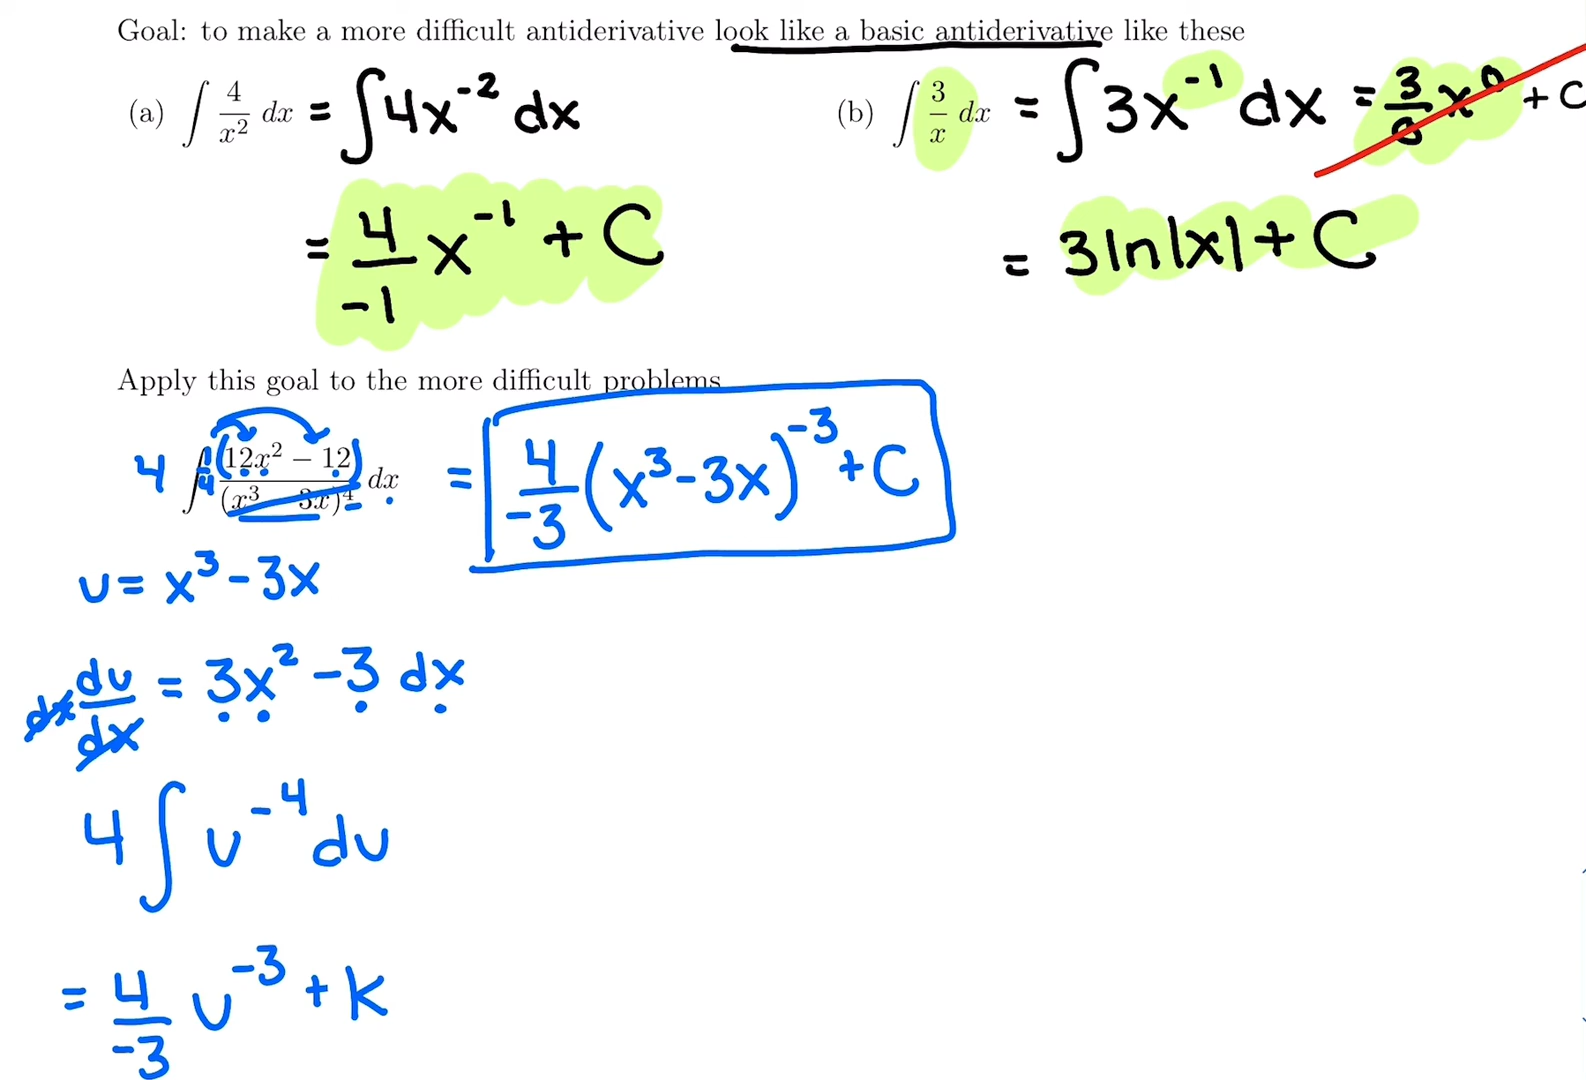 Goal: to make a more difficult antiderivative look like a basic antiderivative like these
(a) ∫ 4/x² dx = ∫4x⁻² dx
= 4/-1 x⁻¹ + C
(b) ∫ 3/x dx = ∫3x⁻¹ dx = 3/0 x⁰ + C
= 3ln|x| + C
Apply this goal to the more difficult problems
4 ∫ 1/4 (12x² − 12)/(x³ − 3x)⁴ dx = 4/-3 (x³-3x)⁻³ + C
u = x³-3x
dx du/dx = 3x² - 3 dx
4 ∫ u⁻⁴ du
= 4/-3 u⁻³ + K